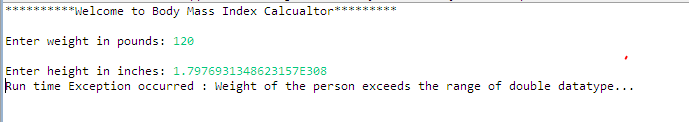 **********Welcome to Body Mass Index Calcualtor*********
Enter weight in pounds: 120
Enter height in inches: 1.7976931348623157E308
Run time Exception occurred : Weight of the person exceeds the range of double datatype...